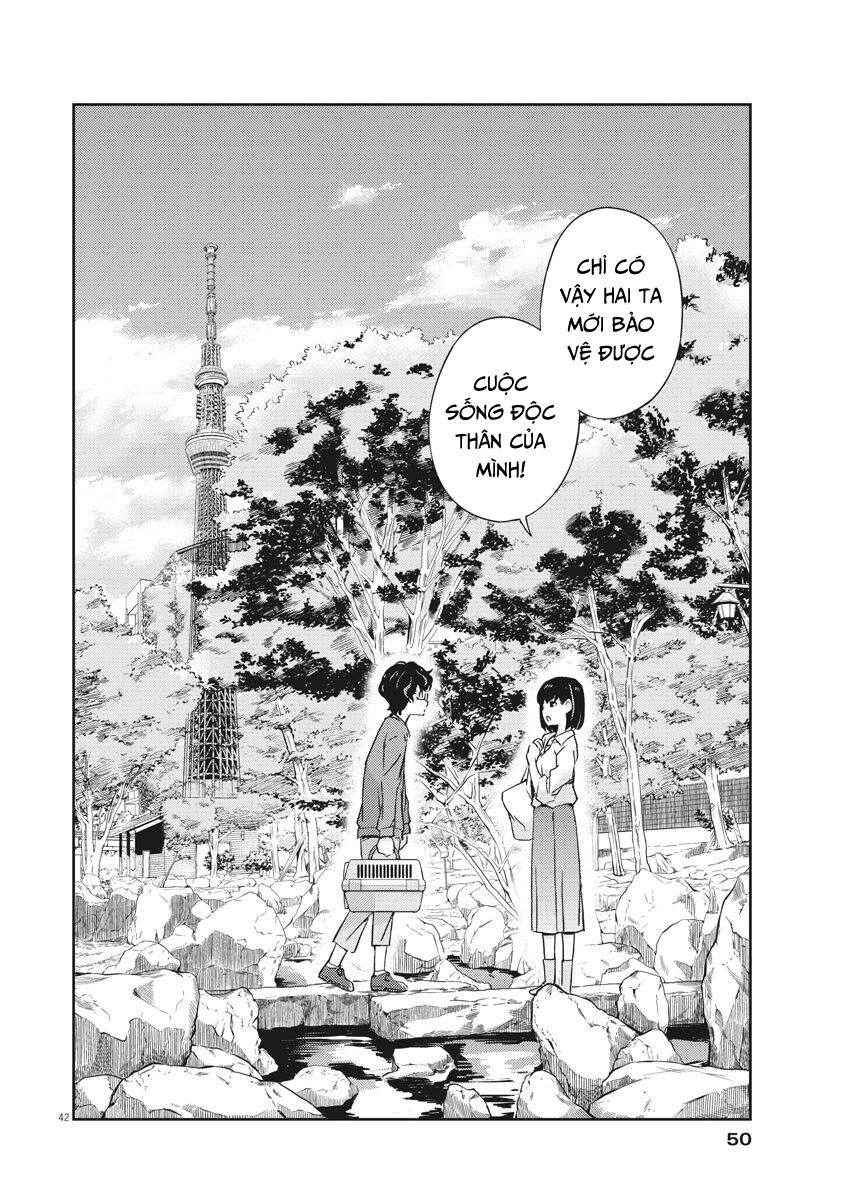 CHỈ CÓ
VẬY HAI TA
MỚI BẢO
VỆ ĐƯỢC
CUỘC
SỐNG ĐỘC
THÂN CỦA
MÌNH!
42
50